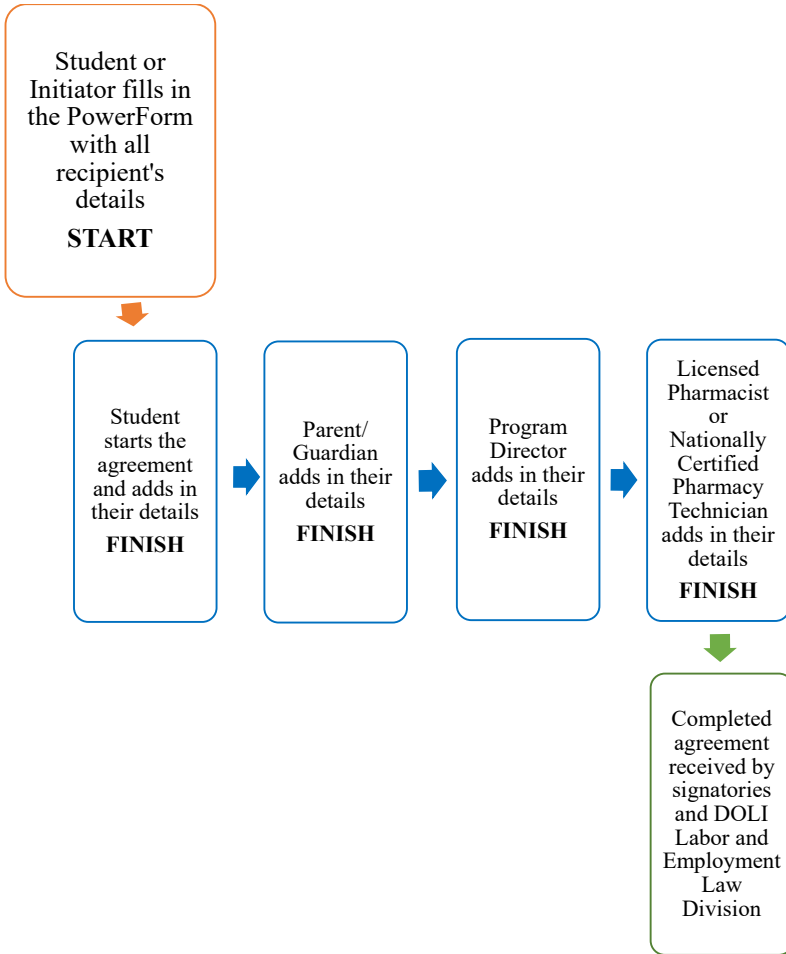 Student or
Initiator fills in
the PowerForm
with all
recipient's
details
START
Student
starts the
agreement
and adds in
their details
FINISH
Parent/
Guardian
adds in their
details
FINISH
Program
Director
adds in their
details
FINISH
Licensed
Pharmacist
or
Nationally
Certified
Pharmacy
Technician
adds in their
details
FINISH
Completed
agreement
received by
signatories
and DOLI
Labor and
Employment
Law
Division